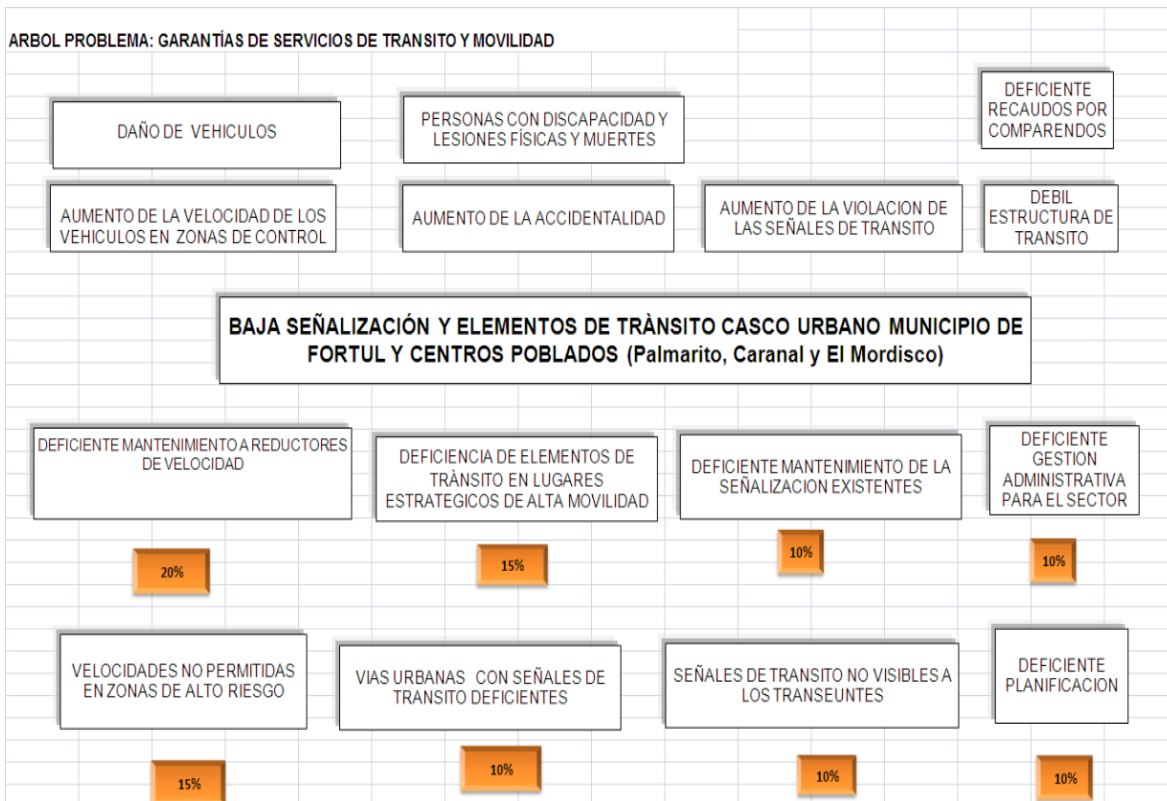 ARBOL PROBLEMA: GARANTÍAS DE SERVICIOS DE TRANSITO Y MOVILIDAD
DAÑO DE VEHICULOS
PERSONAS CON DISCAPACIDAD Y
LESIONES FÍSICAS Y MUERTES
DEFICIENTE
RECAUDOS POR
COMPARENDOS
AUMENTO DE LA VELOCIDAD DE LOS
VEHICULOS EN ZONAS DE CONTROL
AUMENTO DE LA ACCIDENTALIDAD
AUMENTO DE LA VIOLACION DE
LAS SEÑALES DE TRANSITO
DEBIL
ESTRUCTURA DE
TRANSITO
BAJA SEÑALIZACIÓN Y ELEMENTOS DE TRÀNSITO CASCO URBANO MUNICIPIO DE
FORTUL Y CENTROS POBLADOS (Palmarito, Caranal y El Mordisco)
DEFICIENTE MANTENIMIENTO A REDUCTORES
DE VELOCIDAD
DEFICIENCIA DE ELEMENTOS DE
TRÀNSITO EN LUGARES
ESTRATEGICOS DE ALTA MOVILIDAD
DEFICIENTE MANTENIMIENTO DE LA
SEÑALIZACION EXISTENTES
DEFICIENTE
GESTION
ADMINISTRATIVA
PARA EL SECTOR
20%
15%
10%
10%
VELOCIDADES NO PERMITIDAS
EN ZONAS DE ALTO RIESGO
VIAS URBANAS CON SEÑALES DE
TRANSITO DEFICIENTES
SEÑALES DE TRANSITO NO VISIBLES A
LOS TRANSEUNTES
DEFICIENTE
PLANIFICACION
15%
10%
10%
10%